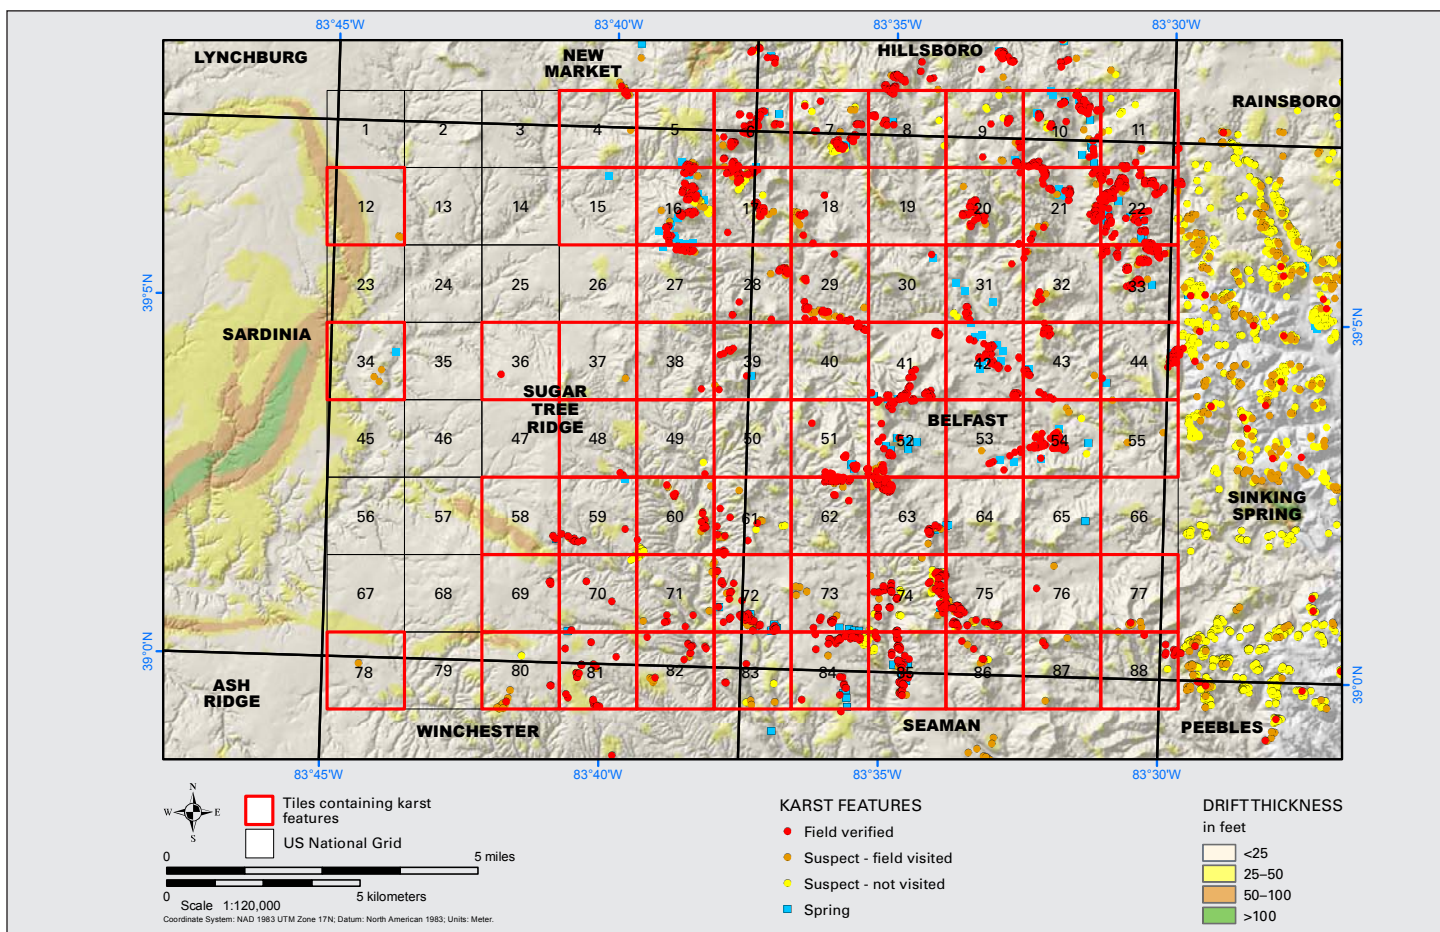 83°45'W
83°40'W
83°35'W
83°30'W
LYNCHBURG
NEW
MARKET
HILLSBORO
RAINSBORO
1 2 3 4 5 6 7 8 9 10 11
12 13 14 15 16 17 18 19 20 21 22
39°5'N
23 24 25 26 27 28 29 30 31 32 33
39°5'N
SARDINIA
34 35 36 37 38 39 40 41 42 43 44
SUGAR
TREE
RIDGE
BELFAST
45 46 47 48 49 50 51 52 53 54 55
SINKING
SPRING
56 57 58 59 60 61 62 63 64 65 66
67 68 69 70 71 72 73 74 75 76 77
39°0'N
39°0'N
78 79 80 81 82 83 84 85 86 87 88
ASH
RIDGE
WINCHESTER
SEAMAN
PEEBLES
83°45'W
83°40'W
83°35'W
83°30'W
N
W E
S
Tiles containing karst
features
US National Grid
0 5 miles
0 5 kilometers
Scale 1:120,000
Coordinate System: NAD 1983 UTM Zone 17N; Datum: North American 1983; Units: Meter.
KARST FEATURES
Field verified
Suspect - field visited
Suspect - not visited
Spring
DRIFT THICKNESS
in feet
<25
25–50
50–100
>100